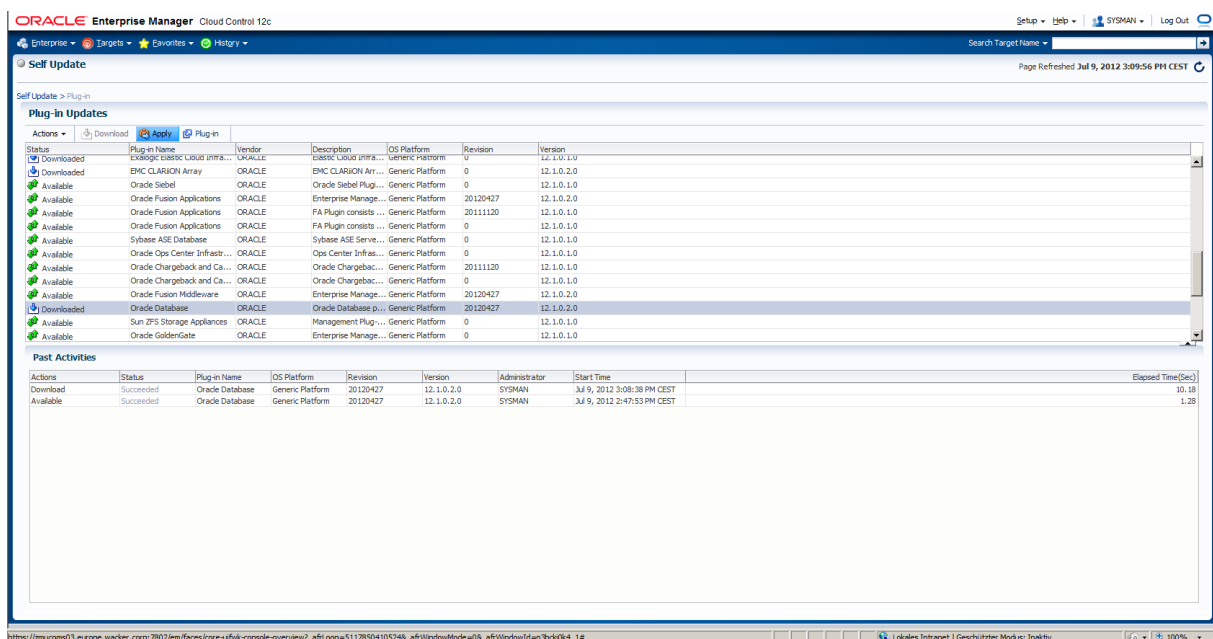 ORACLE Enterprise Manager Cloud Control 12c
Setup Help SYSMAN Log Out
Enterprise Targets Favorites History Search Target Name
Self Update
Page Refreshed Jul 9, 2012 3:09:56 PM CEST
Self Update > Plug-in
Plug-in Updates
Actions Download Apply Plug-in
Status Plug-in Name Vendor Description OS Platform Revision Version
Downloaded Exalogic Elastic Cloud Infra... ORACLE Elastic Cloud Infra... Generic Platform 0 12.1.0.1.0
Downloaded EMC CLARiiON Array ORACLE EMC CLARiiON Arr... Generic Platform 0 12.1.0.2.0
Available Oracle Siebel ORACLE Oracle Siebel Plugi... Generic Platform 0 12.1.0.1.0
Available Oracle Fusion Applications ORACLE Enterprise Manage... Generic Platform 20120427 12.1.0.2.0
Available Oracle Fusion Applications ORACLE FA Plugin consists ... Generic Platform 20111120 12.1.0.1.0
Available Oracle Fusion Applications ORACLE FA Plugin consists ... Generic Platform 0 12.1.0.1.0
Available Sybase ASE Database ORACLE Sybase ASE Serve... Generic Platform 0 12.1.0.1.0
Available Oracle Ops Center Infrastr... ORACLE Ops Center Infras... Generic Platform 0 12.1.0.1.0
Available Oracle Chargeback and Ca... ORACLE Oracle Chargebac... Generic Platform 20111120 12.1.0.1.0
Available Oracle Chargeback and Ca... ORACLE Oracle Chargebac... Generic Platform 0 12.1.0.1.0
Available Oracle Fusion Middleware ORACLE Enterprise Manage... Generic Platform 20120427 12.1.0.2.0
Downloaded Oracle Database ORACLE Oracle Database p... Generic Platform 20120427 12.1.0.2.0
Available Sun ZFS Storage Appliances ORACLE Management Plug-... Generic Platform 0 12.1.0.1.0
Available Oracle GoldenGate ORACLE Enterprise Manage... Generic Platform 0 12.1.0.1.0
Past Activities
Actions Status Plug-in Name OS Platform Revision Version Administrator Start Time Elapsed Time(Sec)
Download Succeeded Oracle Database Generic Platform 20120427 12.1.0.2.0 SYSMAN Jul 9, 2012 3:08:38 PM CEST 10.18
Available Succeeded Oracle Database Generic Platform 20120427 12.1.0.2.0 SYSMAN Jul 9, 2012 2:47:53 PM CEST 1.28
Lokales Intranet | Geschützter Modus: Inaktiv 100%